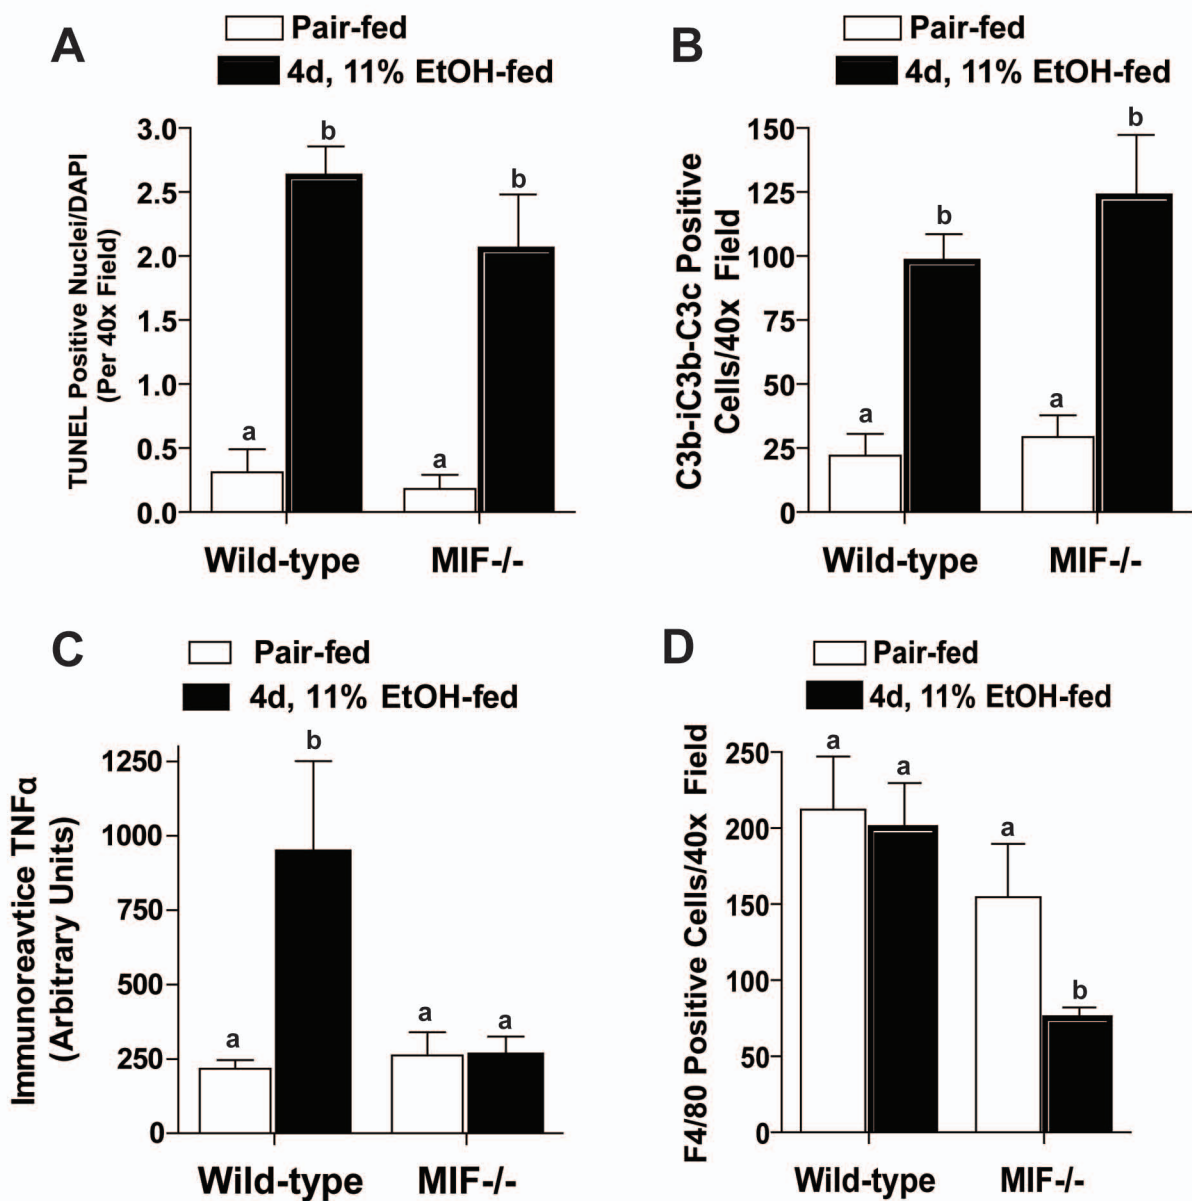 A
Pair-fed
4d, 11% EtOH-fed
TUNEL Positive Nuclei/DAPI
(Per 40x Field)
3.0
2.5
2.0
1.5
1.0
0.5
0.0
a
b
a
b
Wild-type
MIF-/-
B
Pair-fed
4d, 11% EtOH-fed
C3b-iC3b-C3c Positive
Cells/40x Field
150
125
100
75
50
25
0
a
b
a
b
Wild-type
MIF-/-
C
Pair-fed
4d, 11% EtOH-fed
Immunoreavtice TNFα
(Arbitrary Units)
1250
1000
750
500
250
0
a
b
a
a
Wild-type
MIF-/-
D
Pair-fed
4d, 11% EtOH-fed
F4/80 Positive Cells/40x Field
250
200
150
100
50
0
a
a
a
b
Wild-type
MIF-/-